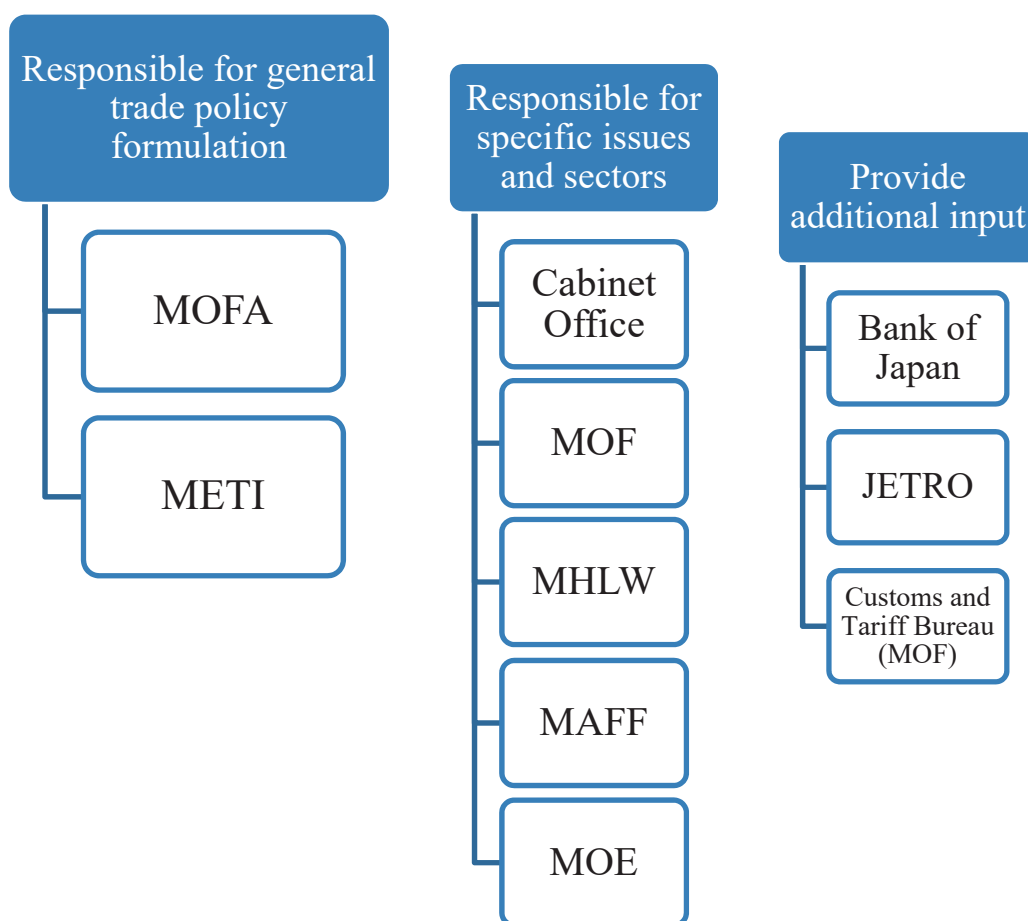 Responsible for general
trade policy
formulation
MOFA
METI
Responsible for
specific issues
and sectors
Cabinet
Office
MOF
MHLW
MAFF
MOE
Provide
additional input
Bank of
Japan
JETRO
Customs and
Tariff Bureau
(MOF)